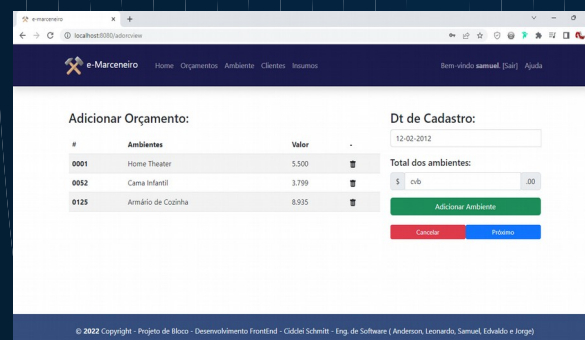 e-marceneiro
localhost:8080/adorcview
e-Marceneiro Home Orçamentos Ambiente Clientes Insumos Bem-vindo samuel. [Sair] Ajuda
Adicionar Orçamento:
# Ambientes Valor -
0001 Home Theater 5.500
0052 Cama Infantil 3.799
0125 Armário de Cozinha 8.935
Dt de Cadastro:
12-02-2012
Total dos ambientes:
$ cvb .00
Adicionar Ambiente
Cancelar Próximo
© 2022 Copyright - Projeto de Bloco - Desenvolvimento FrontEnd - Cidclei Schmitt - Eng. de Software ( Anderson, Leonardo, Samuel, Edvaldo e Jorge)